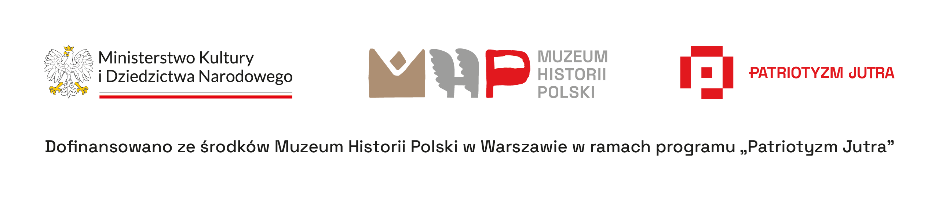 Ministerstwo Kultury
i Dziedzictwa Narodowego
MHP
MUZEUM
HISTORII
POLSKI
PATRIOTYZM JUTRA
Dofinansowano ze środków Muzeum Historii Polski w Warszawie w ramach programu „Patriotyzm Jutra”